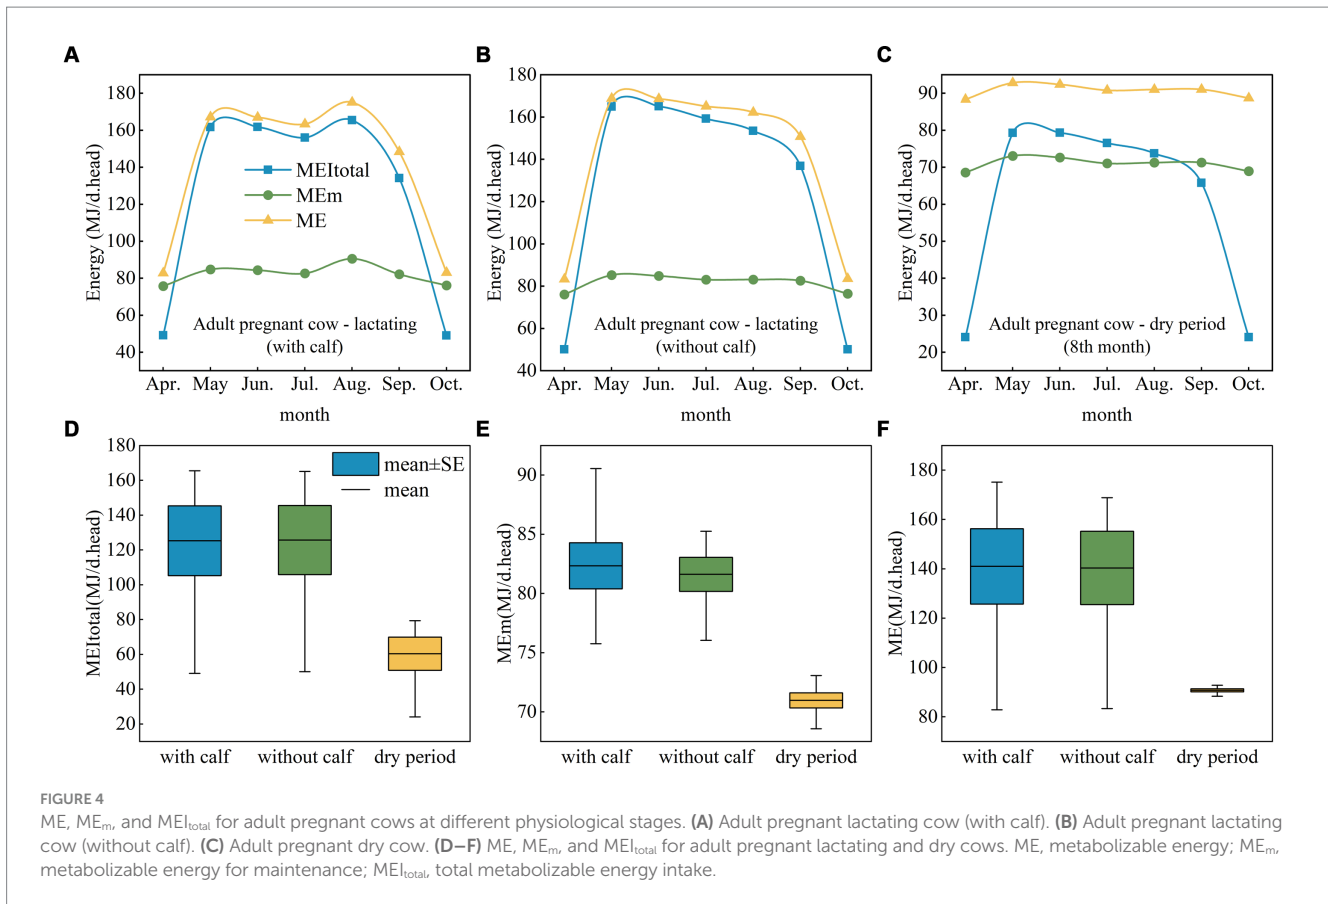 A
180
160
140
120
100
80
60
40
Energy (MJ/d.head)
MEItotal
MEm
ME
Adult pregnant cow - lactating
(with calf)
Apr. May Jun. Jul. Aug. Sep. Oct.
month
B
180
160
140
120
100
80
60
40
Energy (MJ/d.head)
Adult pregnant cow - lactating
(without calf)
Apr. May Jun. Jul. Aug. Sep. Oct.
month
C
90
80
70
60
50
40
30
20
Energy (MJ/d.head)
Adult pregnant cow - dry period
(8th month)
Apr. May Jun. Jul. Aug. Sep. Oct.
month
D
180
160
140
120
100
80
60
40
20
MEItotal(MJ/d.head)
mean±SE
mean
with calf without calf dry period
E
90
85
80
75
70
MEm(MJ/d.head)
with calf without calf dry period
F
180
160
140
120
100
80
ME(MJ/d.head)
with calf without calf dry period
FIGURE 4
ME, MEm, and MEItotal for adult pregnant cows at different physiological stages. (A) Adult pregnant lactating cow (with calf). (B) Adult pregnant lactating
cow (without calf). (C) Adult pregnant dry cow. (D–F) ME, MEm, and MEItotal for adult pregnant lactating and dry cows. ME, metabolizable energy; MEm,
metabolizable energy for maintenance; MEItotal, total metabolizable energy intake.